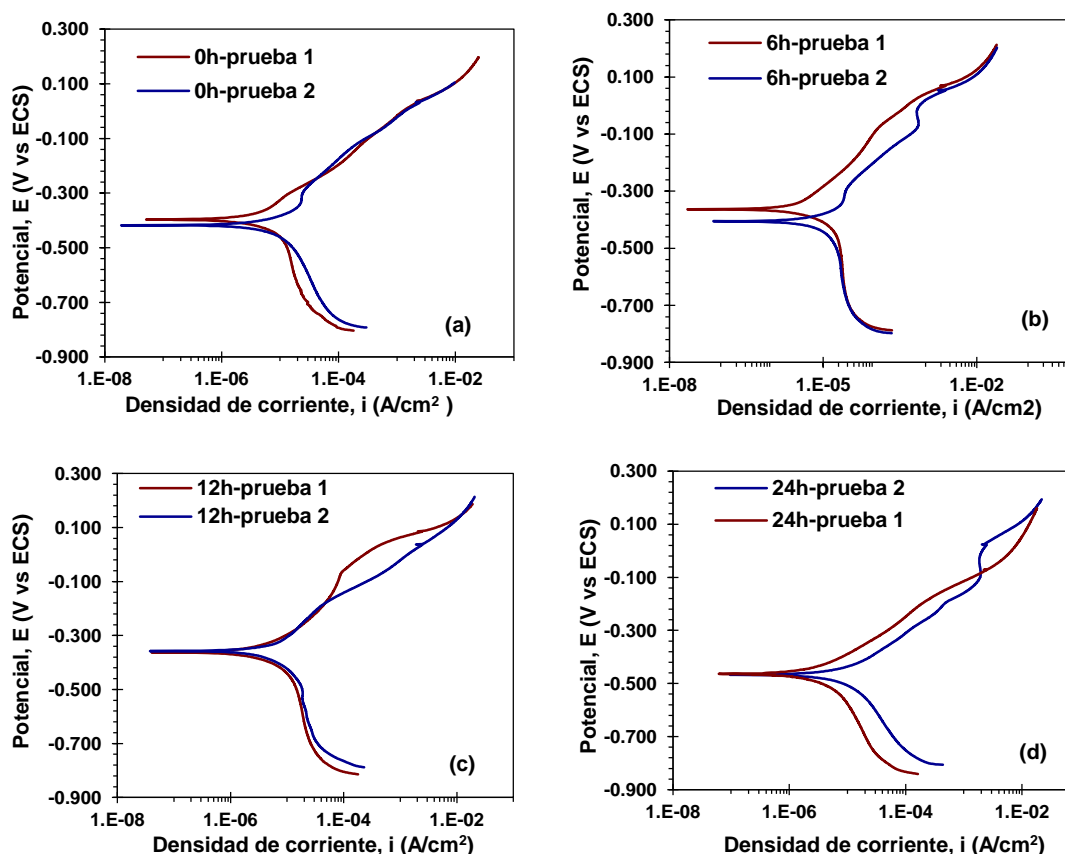 0.300
0.100
-0.100
-0.300
-0.500
-0.700
-0.900
Potencial, E (V vs ECS)
0h-prueba 1
0h-prueba 2
(a)
1.E-08
1.E-06
1.E-04
1.E-02
Densidad de corriente, i (A/cm² )
0.300
0.100
-0.100
-0.300
-0.500
-0.700
-0.900
Potencial, E (V vs ECS)
6h-prueba 1
6h-prueba 2
(b)
1.E-08
1.E-05
1.E-02
Densidad de corriente, i (A/cm2)
0.300
0.100
-0.100
-0.300
-0.500
-0.700
-0.900
Potencial, E (V vs ECS)
12h-prueba 1
12h-prueba 2
(c)
1.E-08
1.E-06
1.E-04
1.E-02
Densidad de corriente, i (A/cm²)
0.300
0.100
-0.100
-0.300
-0.500
-0.700
-0.900
Potencial, E (V vs ECS)
24h-prueba 2
24h-prueba 1
(d)
1.E-08
1.E-06
1.E-04
1.E-02
Densidad de corriente, i (A/cm²)